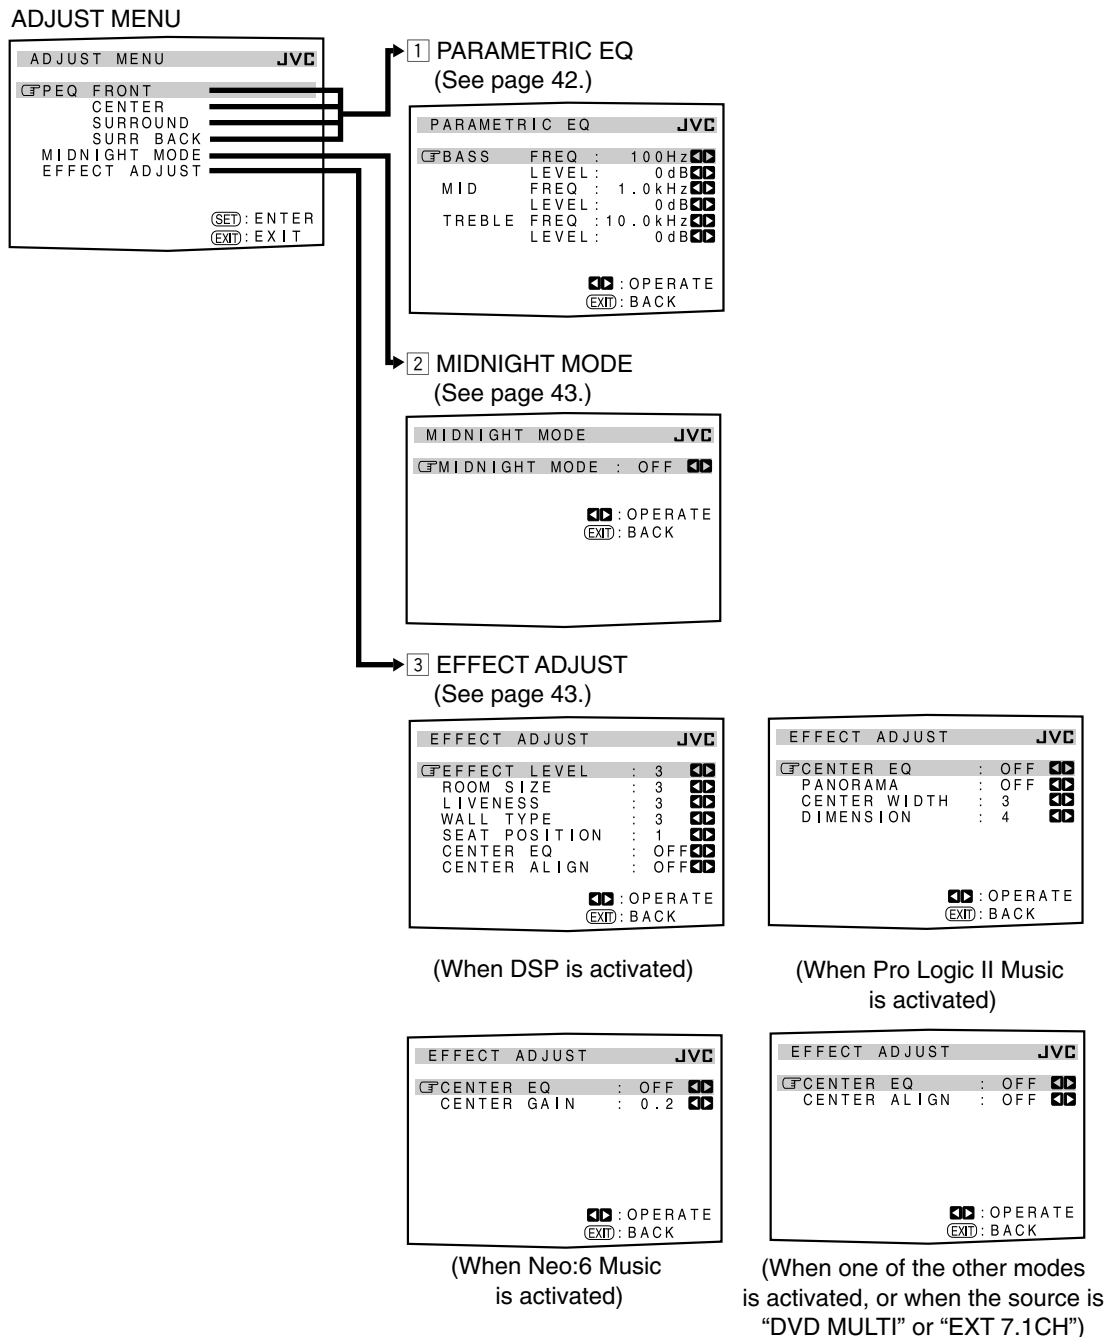 ADJUST MENU
ADJUST MENU JVC
PEQ FRONT
CENTER
SURROUND
SURR BACK
MIDNIGHT MODE
EFFECT ADJUST
SET : ENTER
EXIT : EXIT
1 PARAMETRIC EQ
(See page 42.)
PARAMETRIC EQ JVC
BASS FREQ : 100Hz
LEVEL : 0dB
MID FREQ : 1.0kHz
LEVEL : 0dB
TREBLE FREQ :10.0kHz
LEVEL : 0dB
:OPERATE
EXIT : BACK
2 MIDNIGHT MODE
(See page 43.)
MIDNIGHT MODE JVC
MIDNIGHT MODE : OFF
:OPERATE
EXIT : BACK
3 EFFECT ADJUST
(See page 43.)
EFFECT ADJUST JVC
EFFECT LEVEL : 3
ROOM SIZE : 3
LIVENESS : 3
WALL TYPE : 3
SEAT POSITION : 1
CENTER EQ : OFF
CENTER ALIGN : OFF
:OPERATE
EXIT : BACK
(When DSP is activated)
EFFECT ADJUST JVC
CENTER EQ : OFF
PANORAMA : OFF
CENTER WIDTH : 3
DIMENSION : 4
:OPERATE
EXIT : BACK
(When Pro Logic II Music
is activated)
EFFECT ADJUST JVC
CENTER EQ : OFF
CENTER GAIN : 0.2
:OPERATE
EXIT : BACK
(When Neo:6 Music
is activated)
EFFECT ADJUST JVC
CENTER EQ : OFF
CENTER ALIGN : OFF
:OPERATE
EXIT : BACK
(When one of the other modes
is activated, or when the source is
“DVD MULTI” or “EXT 7.1CH”)